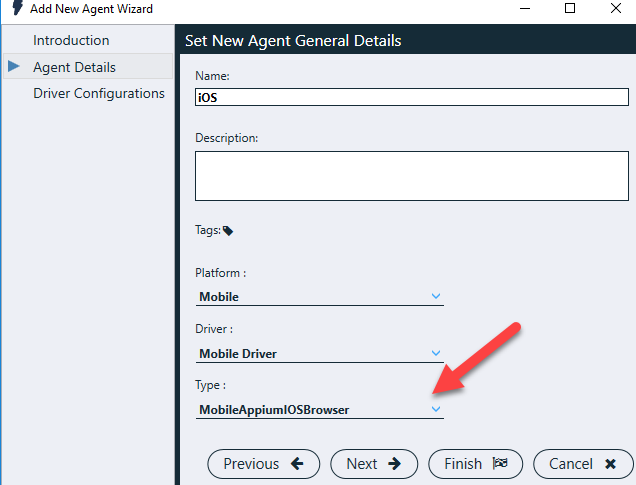 Add New Agent Wizard
Introduction
Agent Details
Driver Configurations
Set New Agent General Details
Name:
iOS
Description:
Tags:
Platform :
Mobile
Driver :
Mobile Driver
Type :
MobileAppiumIOSBrowser
Previous
Next
Finish
Cancel